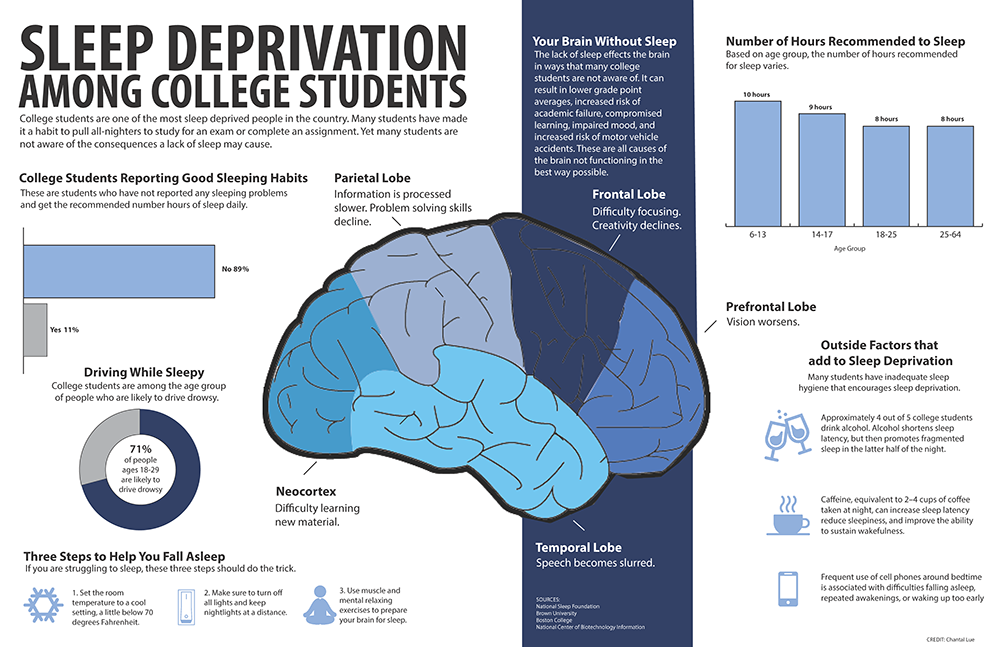 SLEEP DEPRIVATION
AMONG COLLEGE STUDENTS
College students are one of the most sleep deprived people in the country. Many students have made
it a habit to pull all-nighters to study for an exam or complete an assignment. Yet many students are
not aware of the consequences a lack of sleep may cause.
College Students Reporting Good Sleeping Habits
These are students who have not reported any sleeping problems
and get the recommended number hours of sleep daily.
No 89%
Yes 11%
Driving While Sleepy
College students are among the age group
of people who are likely to drive drowsy.
71%
of people
ages 18-29
are likely to
drive drowsy
Parietal Lobe
Information is processed
slower. Problem solving skills
decline.
Neocortex
Difficulty learning
new material.
Three Steps to Help You Fall Asleep
If you are struggling to sleep, these three steps should do the trick.
1. Set the room
temperature to a cool
setting, a little below 70
degrees Fahrenheit.
2. Make sure to turn off
all lights and keep
nightlights at a distance.
3. Use muscle and
mental relaxing
exercises to prepare
your brain for sleep.
Your Brain Without Sleep
The lack of sleep effects the brain
in ways that many college
students are not aware of. It can
result in lower grade point
averages, increased risk of
academic failure, compromised
learning, impaired mood, and
increased risk of motor vehicle
accidents. These are all causes of
the brain not functioning in the
best way possible.
Frontal Lobe
Difficulty focusing.
Creativity declines.
Temporal Lobe
Speech becomes slurred.
SOURCES:
National Sleep Foundation
Brown University
Boston College
National Center of Biotechnology Information
Number of Hours Recommended to Sleep
Based on age group, the number of hours recommended
for sleep varies.
10 hours
9 hours
8 hours
8 hours
6-13
14-17
18-25
25-64
Age Group
Prefrontal Lobe
Vision worsens.
Outside Factors that
add to Sleep Deprivation
Many students have inadequate sleep
hygiene that encourages sleep deprivation.
Approximately 4 out of 5 college students
drink alcohol. Alcohol shortens sleep
latency, but then promotes fragmented
sleep in the latter half of the night.
Caffeine, equivalent to 2–4 cups of coffee
taken at night, can increase sleep latency
reduce sleepiness, and improve the ability
to sustain wakefulness.
Frequent use of cell phones around bedtime
is associated with difficulties falling asleep,
repeated awakenings, or waking up too early
CREDIT: Chantal Lue